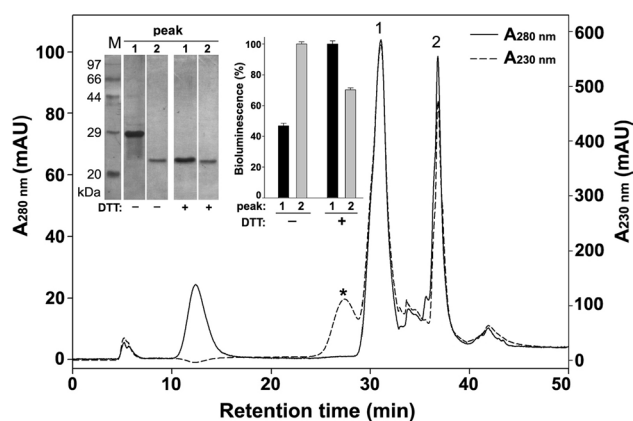 peak
M 1 2 1 2
97
66
44
29
20
kDa
DTT: – – + +
Bioluminescence (%)
100
80
60
40
20
0
peak: 1 2 1 2
DTT: – +
1
2
*
A280 nm
A230 nm
A280 nm (mAU)
100
80
60
40
20
0
A230 nm (mAU)
600
500
400
300
200
100
0
0 10 20 30 40 50
Retention time (min)